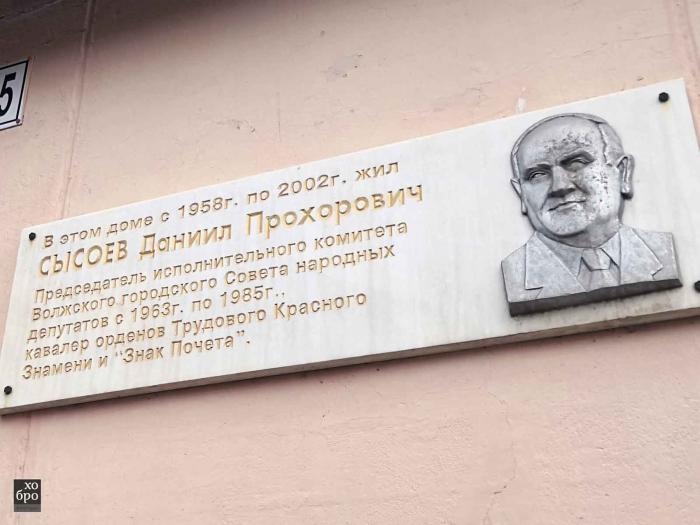 5
В этом доме с 1958г. по 2002г. жил
СЫСОЕВ Даниил Прохорович
Председатель исполнительного комитета
Волжского городского Совета народных
депутатов с 1963г. по 1985г.,
кавалер орденов Трудового Красного
Знамени и "Знак Почета".
хо
бро